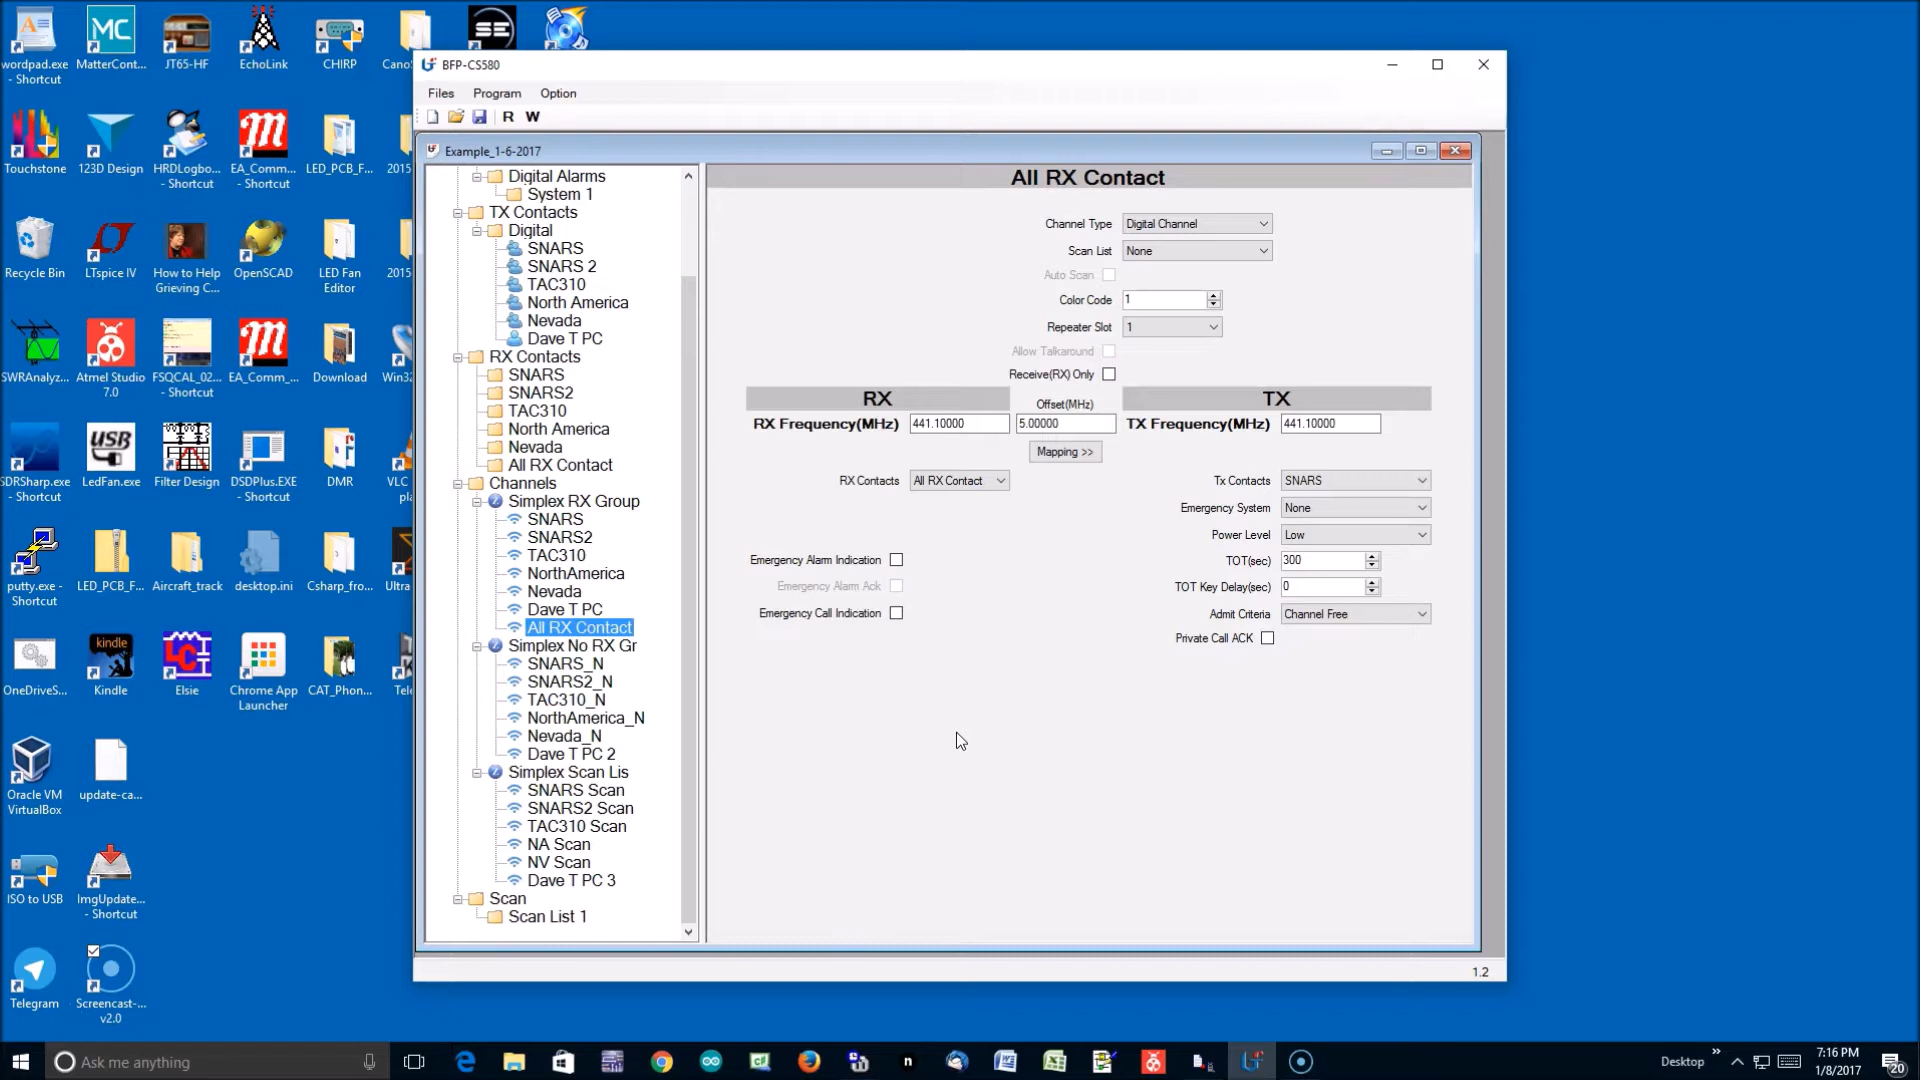 wordpad.exe - Shortcut
MatterCont...
JT65-HF
EchoLink
CHIRP
SE
Touchstone
123D Design
HRDLogbo... - Shortcut
EA_Comm... - Shortcut
LED_PCB_F...
2015
Recycle Bin
LTspice IV
How to Help Grieving C...
OpenSCAD
LED Fan Editor
2015
SWRAnalyz...
Atmel Studio 7.0
FSQCAL_02... - Shortcut
EA_Comm_...
Download
Win32
SDRSharp.exe - Shortcut
LedFan.exe
Filter Design
DSDPlus.EXE - Shortcut
DMR
VLC
putty.exe - Shortcut
LED_PCB_F...
Aircraft_track
desktop.ini
Csharp_fro...
Ultra
OneDriveS...
Kindle
Elsie
Chrome App Launcher
CAT_Phon...
Tel
Oracle VM VirtualBox
update-ca...
ISO to USB
ImgUpdate... - Shortcut
Telegram
Screencast-... v2.0
BFP-CS580
Files Program Option
R W
Example_1-6-2017
Digital Alarms
System 1
TX Contacts
Digital
SNARS
SNARS 2
TAC310
North America
Nevada
Dave T PC
RX Contacts
SNARS
SNARS2
TAC310
North America
Nevada
All RX Contact
Channels
Simplex RX Group
SNARS
SNARS2
TAC310
NorthAmerica
Nevada
Dave T PC
All RX Contact
Simplex No RX Gr
SNARS_N
SNARS2_N
TAC310_N
NorthAmerica_N
Nevada_N
Dave T PC 2
Simplex Scan Lis
SNARS Scan
SNARS2 Scan
TAC310 Scan
NA Scan
NV Scan
Dave T PC 3
Scan
Scan List 1
All RX Contact
Channel Type Digital Channel
Scan List None
Auto Scan
Color Code 1
Repeater Slot 1
Allow Talkaround
Receive(RX) Only
RX Offset(MHz) TX
RX Frequency(MHz) 441.10000 5.00000 TX Frequency(MHz) 441.10000
Mapping >>
RX Contacts All RX Contact Tx Contacts SNARS
Emergency System None
Power Level Low
Emergency Alarm Indication TOT(sec) 300
Emergency Alarm Ack TOT Key Delay(sec) 0
Emergency Call Indication Admit Criteria Channel Free
Private Call ACK
1.2
Ask me anything
Desktop
7:16 PM
1/8/2017
20